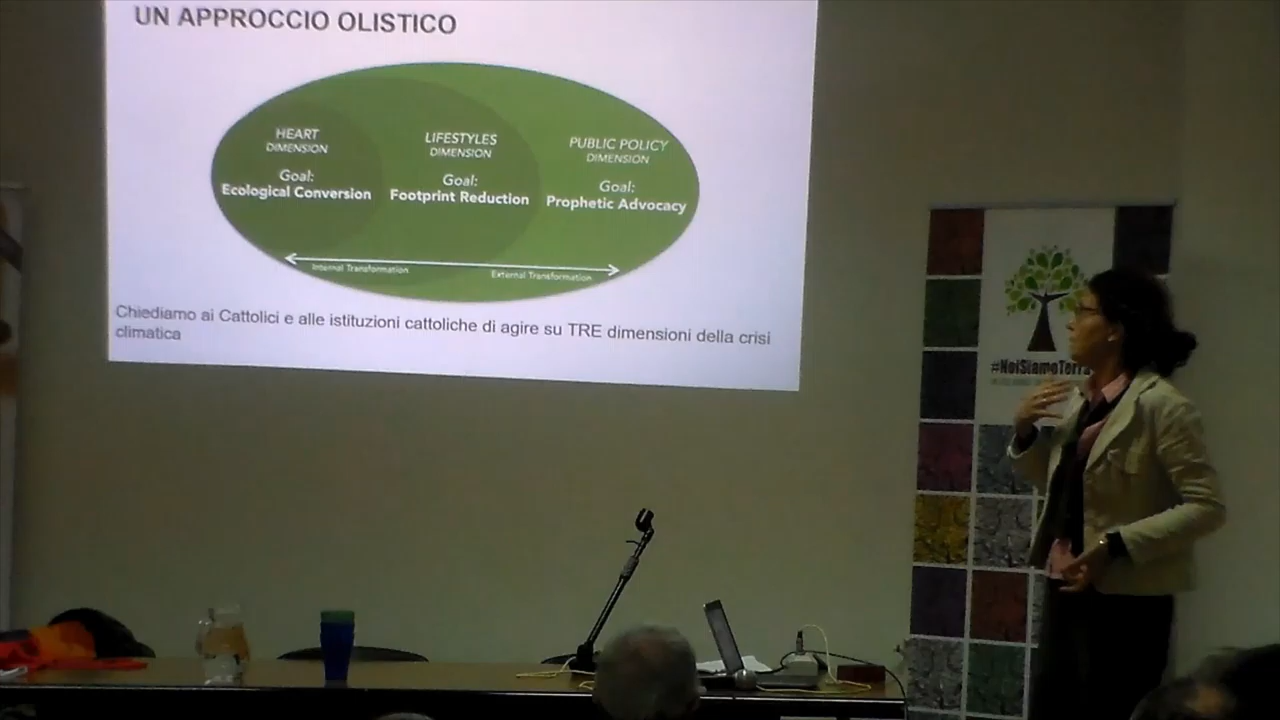 UN APPROCCIO OLISTICO
HEART
DIMENSION
Goal:
Ecological Conversion
LIFESTYLES
DIMENSION
Goal:
Footprint Reduction
PUBLIC POLICY
DIMENSION
Goal:
Prophetic Advocacy
Internal Transformation
External Transformation
Chiediamo ai Cattolici e alle istituzioni cattoliche di agire su TRE dimensioni della crisi
climatica
#NoiSiamoTerra